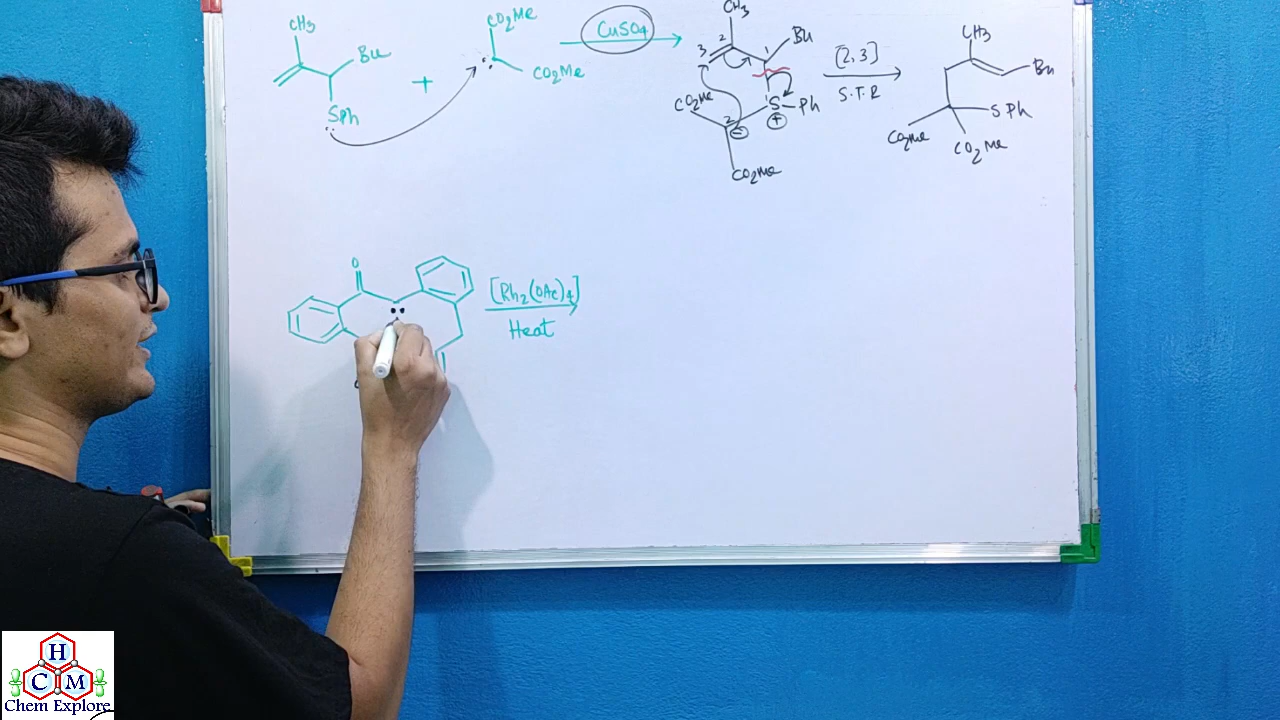 CH3
Bu
SPh
+
CO2Me
CO2Me
CuSO4
CH3
3
2
1
Bu
CO2Me
1
S-Ph
+
2
-
CO2Me
[2,3]
S.T.R
CH3
Bu
SPh
CO2Me
CO2Me
O
[Rh2(OAc)4]
Heat
H
C M
Chem Explore